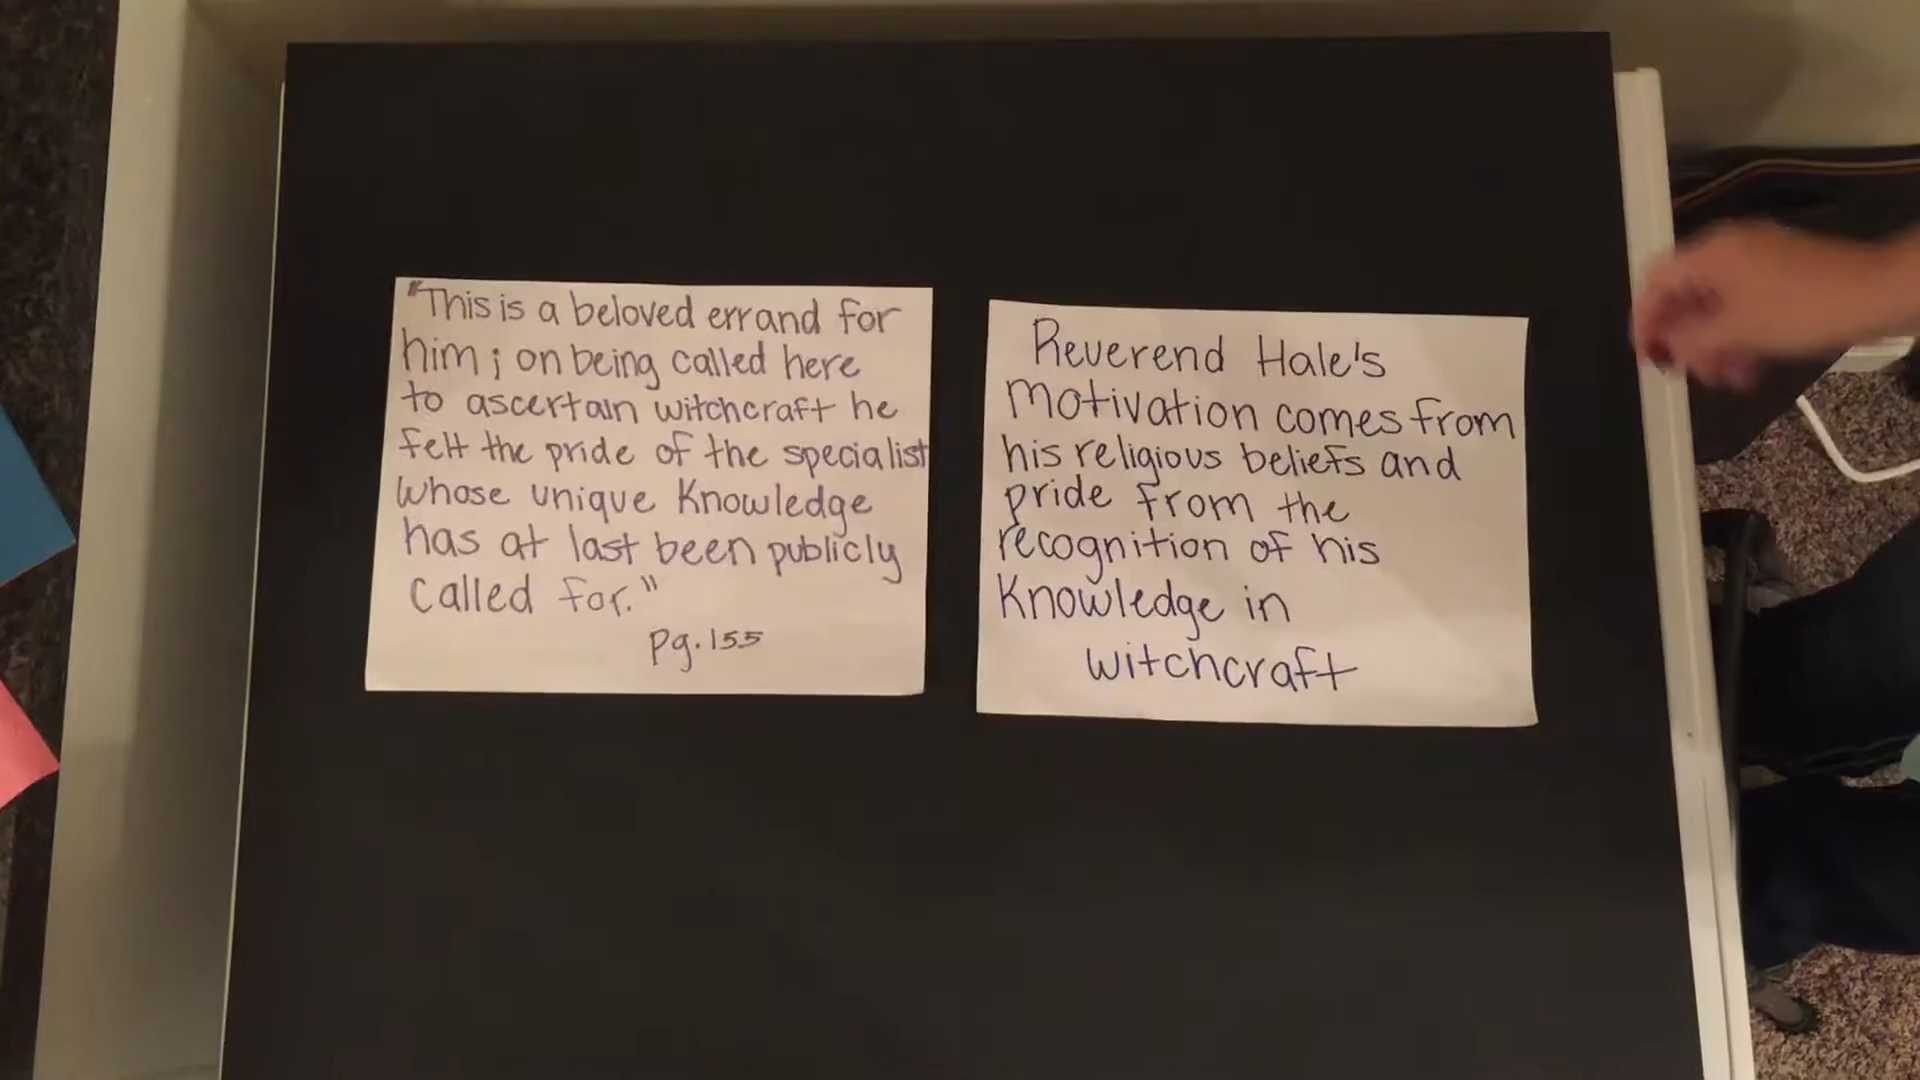 "This is a beloved errand for
him; on being called here
to ascertain witchcraft he
felt the pride of the specialist
whose unique Knowledge
has at last been publicly
called for."
pg. 155
Reverend Hale's
motivation comes from
his religious beliefs and
pride from the
recognition of his
Knowledge in
witchcraft